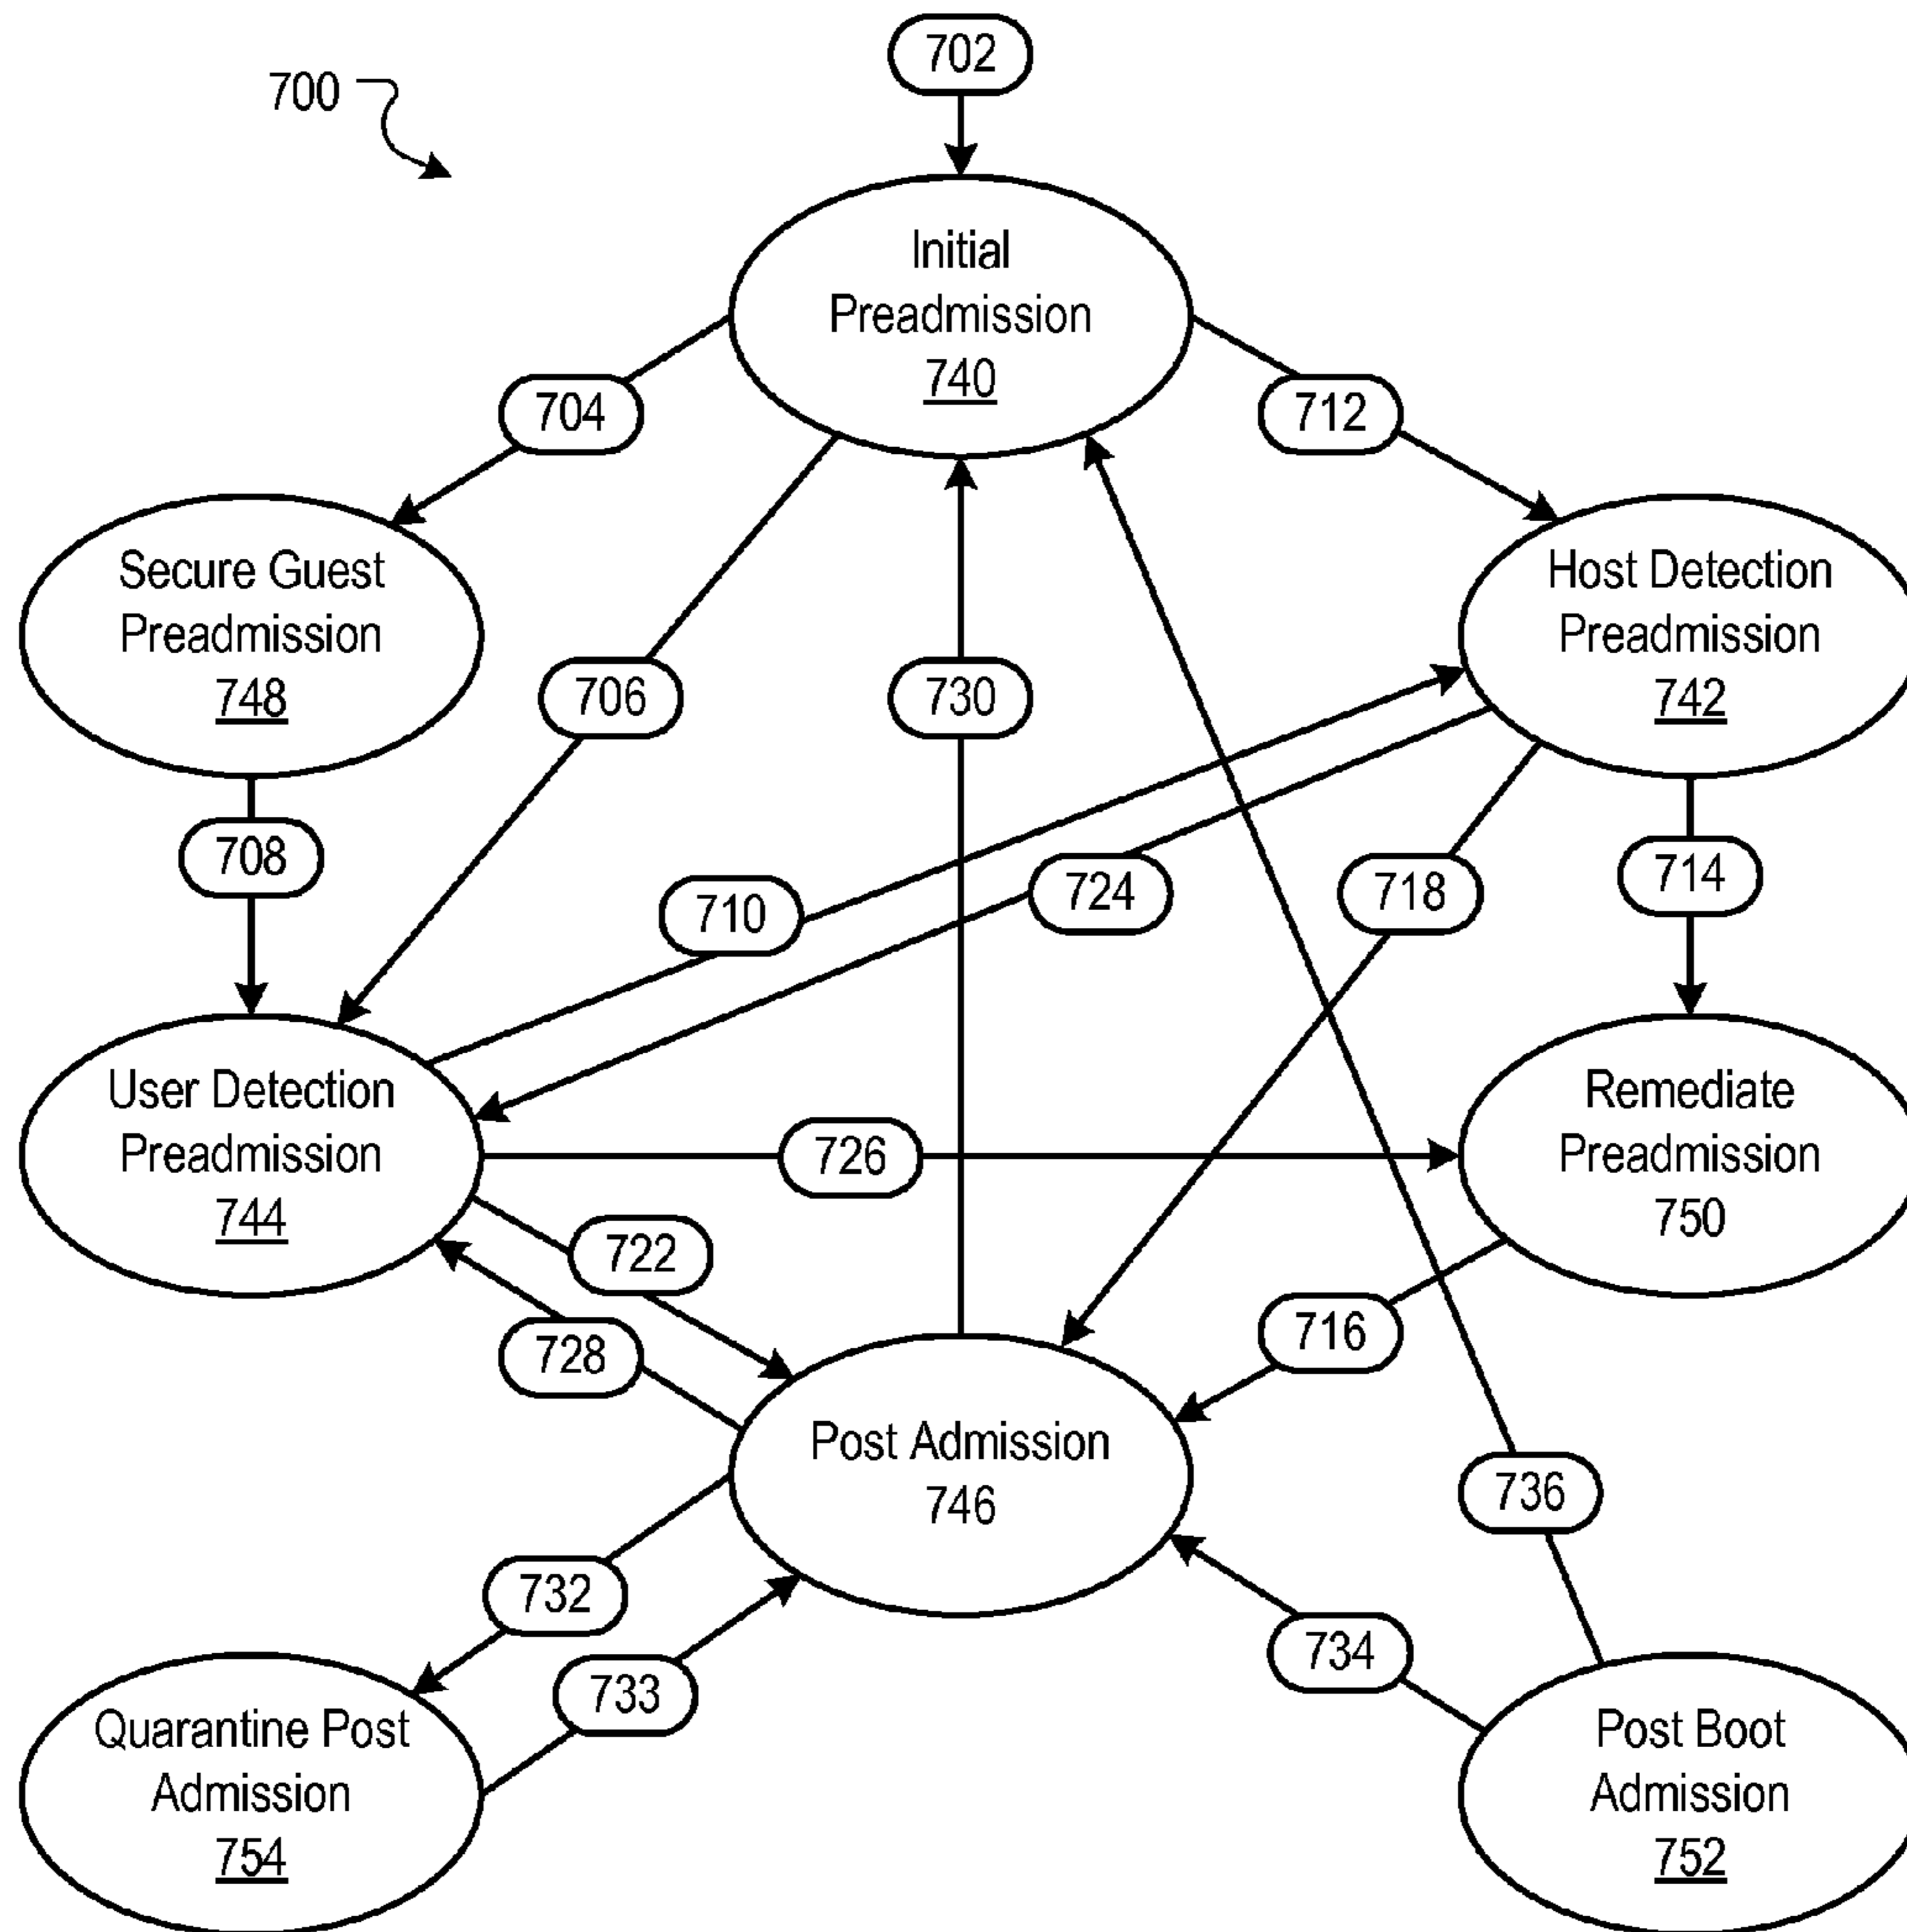 702
700
Initial
Preadmission
740
704
712
Secure Guest
Preadmission
748
Host Detection
Preadmission
742
706
730
708
710
724
718
714
User Detection
Preadmission
744
726
Remediate
Preadmission
750
722
728
716
Post Admission
746
736
732
733
734
Quarantine Post
Admission
754
Post Boot
Admission
752